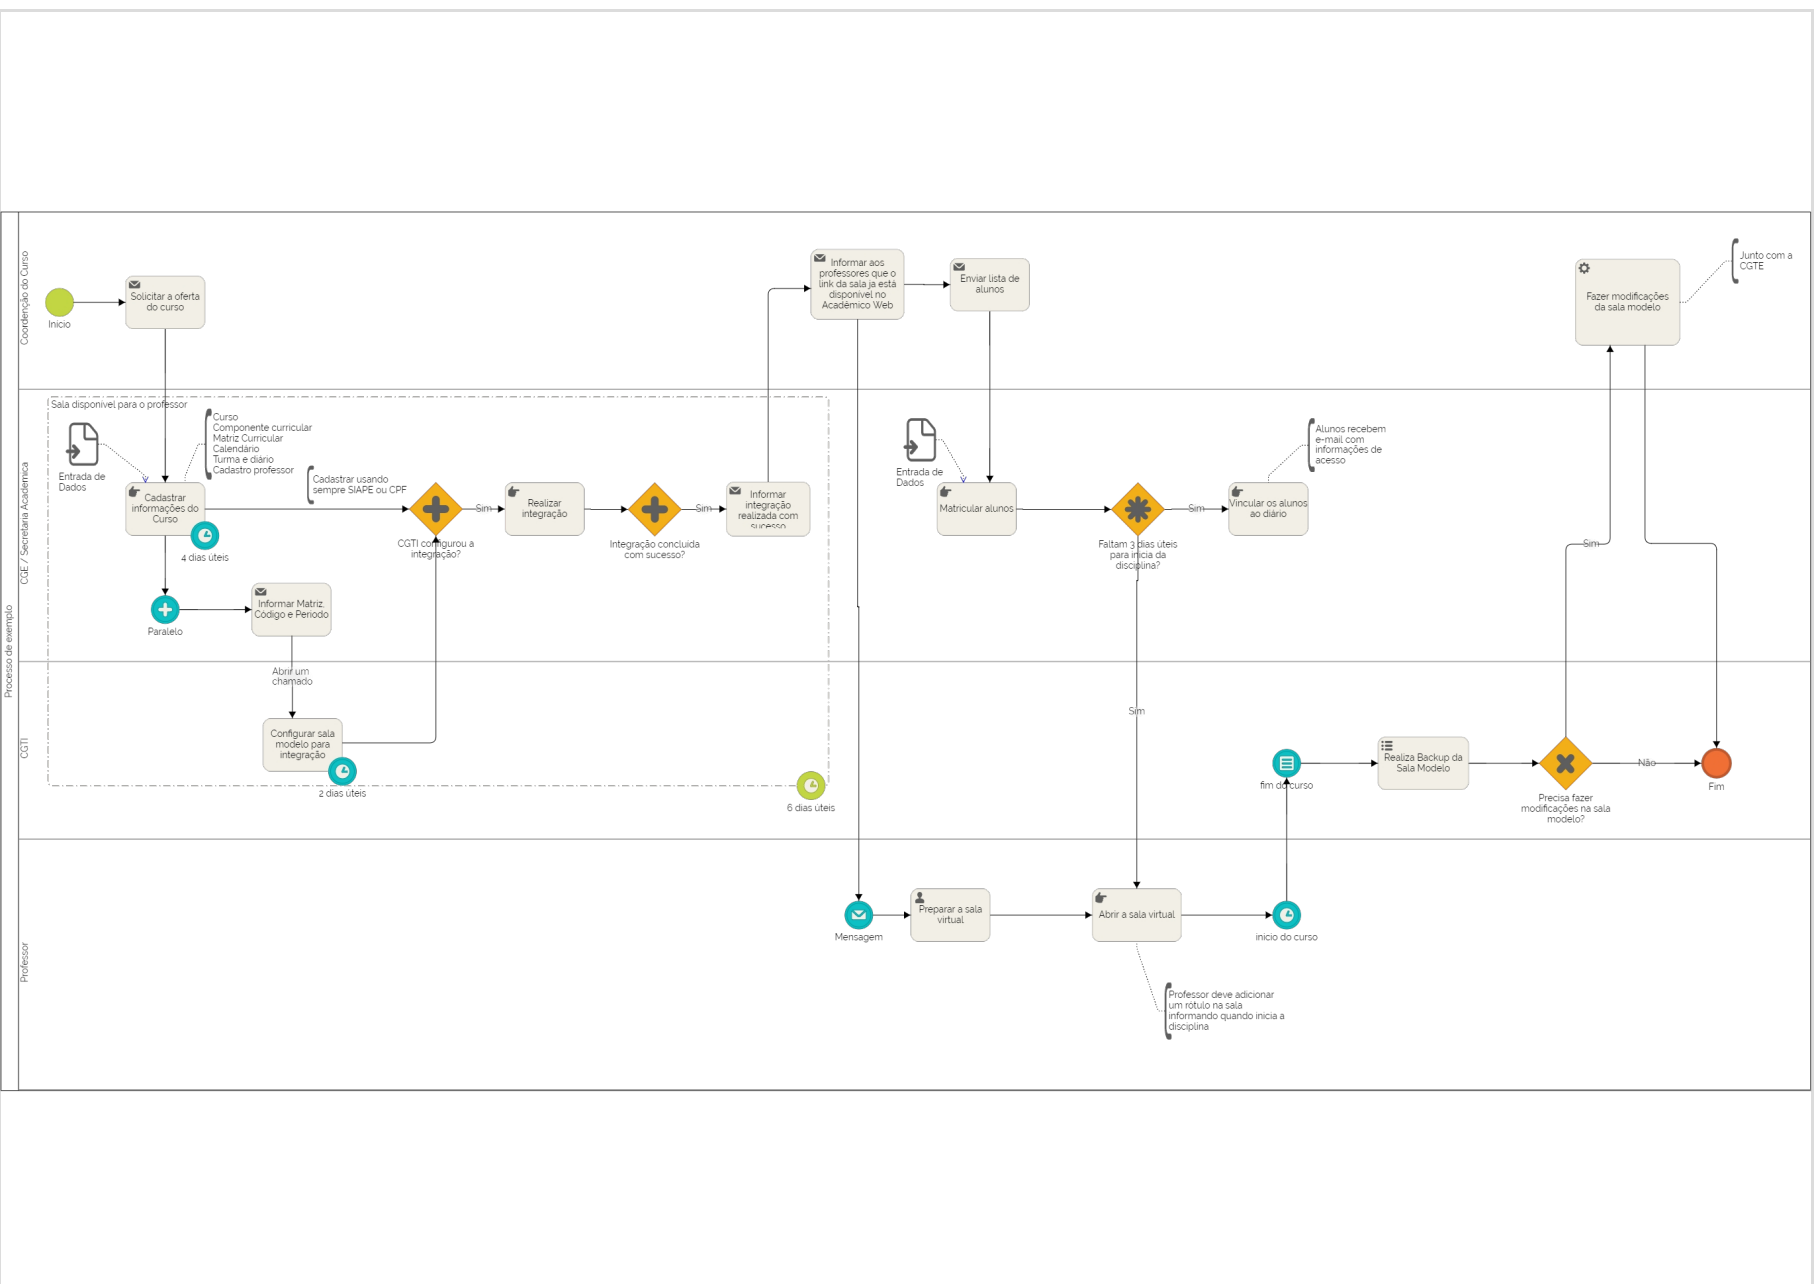 Processo de exemplo
Coordenção do Curso
Início
Solicitar a oferta
do curso
Informar aos
professores que o
link da sala ja está
disponível no
Acadêmico Web
Enviar lista de
alunos
Fazer modificações
da sala modelo
Junto com a
CGTE
CGE / Secretaria Academica
Sala disponível para o professor
Entrada de
Dados
Curso
Componente curricular
Matriz Curricular
Calendário
Turma e diário
Cadastro professor
Cadastrar
informações do
Curso
4 dias úteis
Cadastrar usando
sempre SIAPE ou CPF
CGTI configurou a
integração?
Sim
Realizar
integração
Integração concluída
com sucesso?
Sim
Informar
integração
realizada com
sucesso
Paralelo
Informar Matriz,
Código e Periodo
Abrir um
chamado
Entrada de
Dados
Matricular alunos
Faltam 3 dias úteis
para inicia da
disciplina?
Sim
Vincular os alunos
ao diário
Alunos recebem
e-mail com
informações de
acesso
Sim
CGTI
Configurar sala
modelo para
integração
2 dias úteis
6 dias úteis
Sim
fim do curso
Realiza Backup da
Sala Modelo
Precisa fazer
modificações na sala
modelo?
Não
Fim
Professor
Mensagem
Preparar a sala
virtual
Abrir a sala virtual
inicio do curso
Professor deve adicionar
um rótulo na sala
informando quando inicia a
disciplina